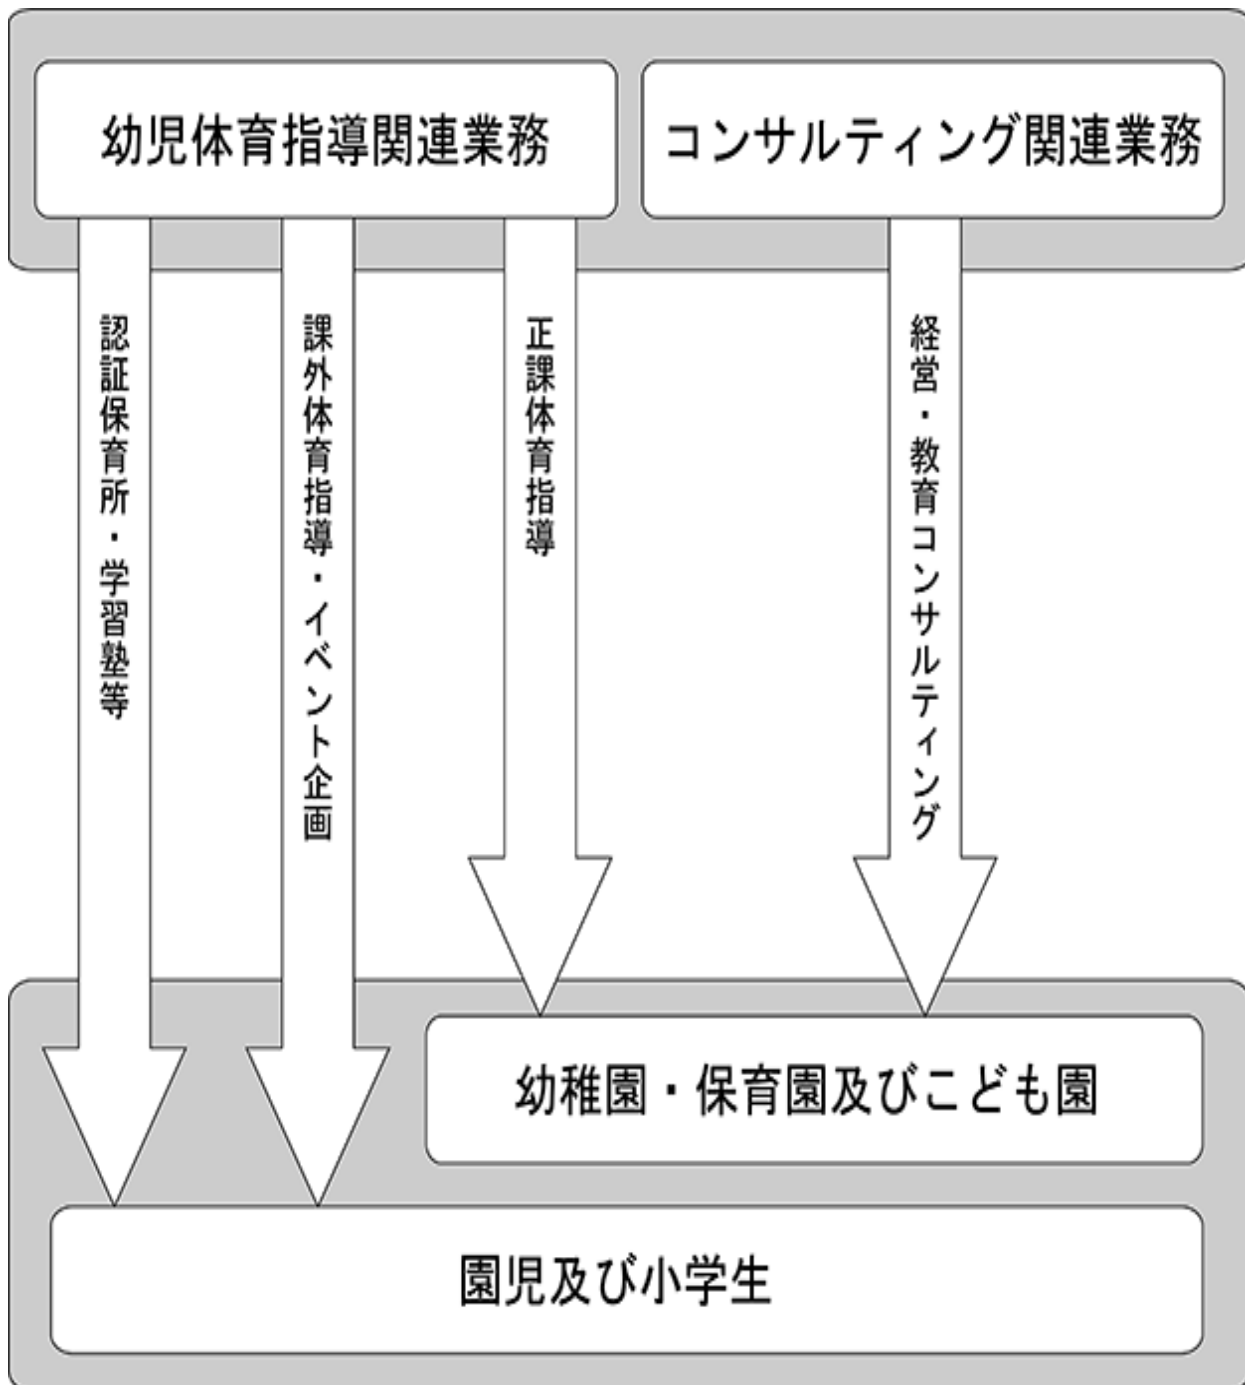 幼児体育指導関連業務
コンサルティング関連業務
認証保育所・学習塾等
課外体育指導・イベント企画
正課体育指導
経営・教育コンサルティング
幼稚園・保育園及びこども園
園児及び小学生